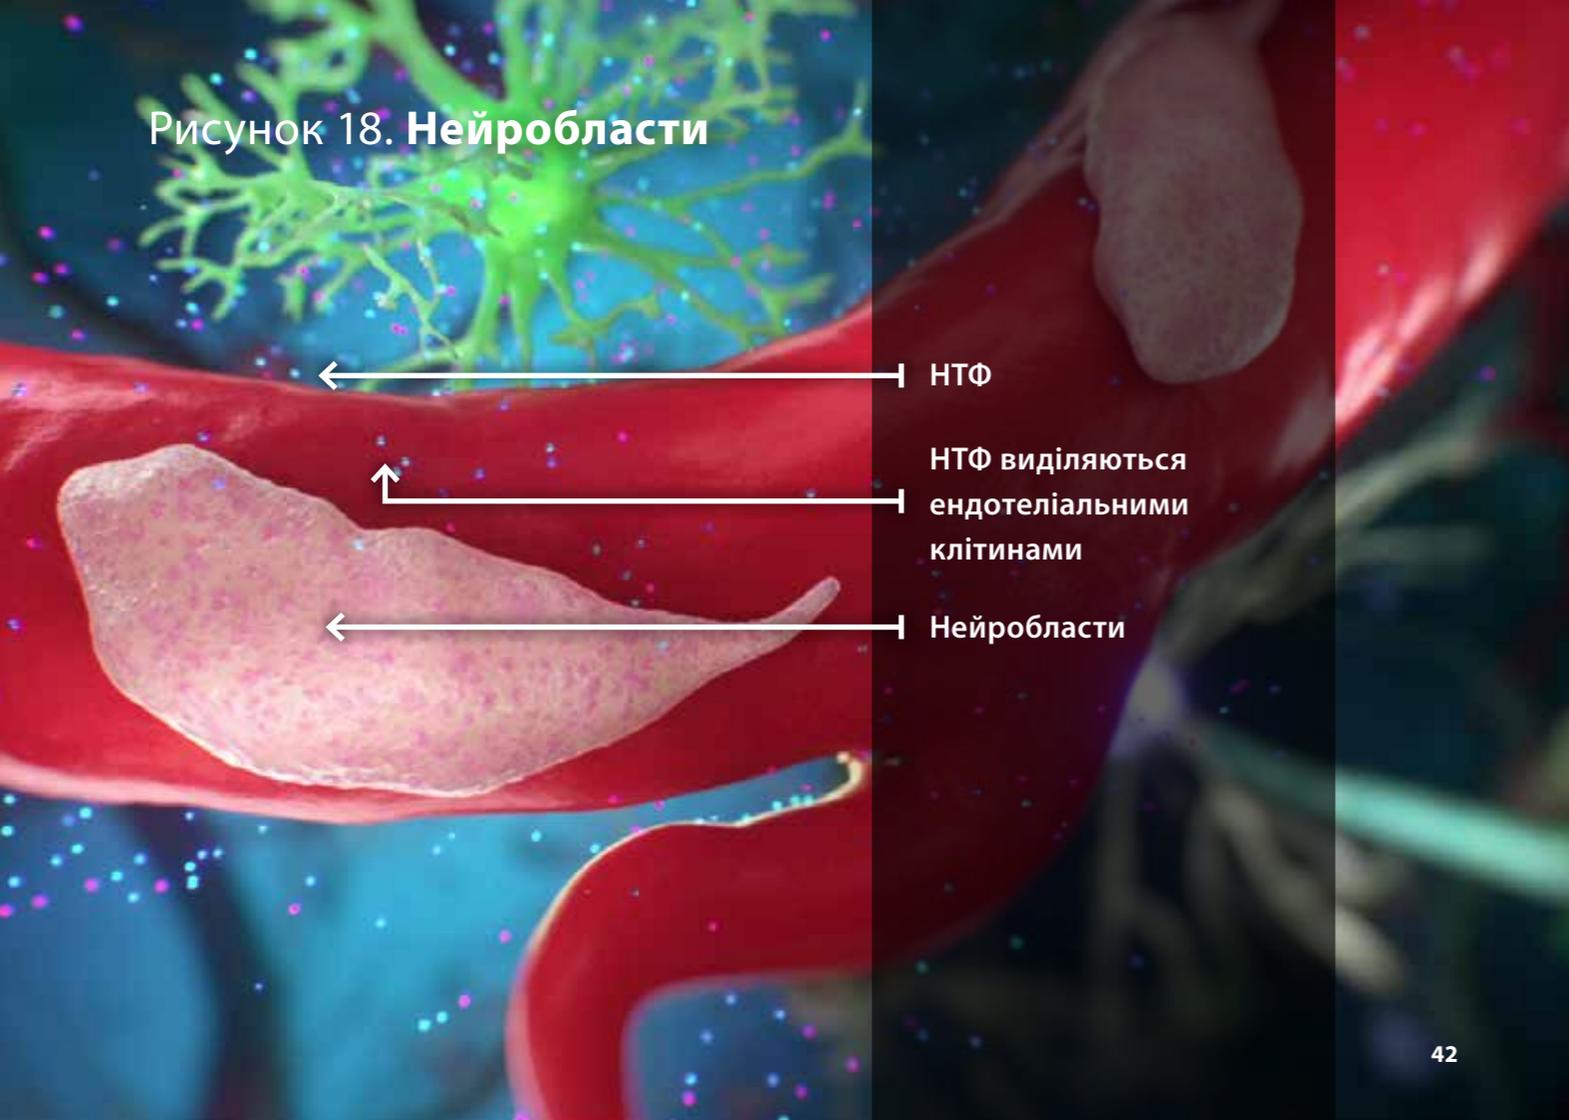 Рисунок 18. Нейробласти
НТФ
НТФ виділяються
ендотеліальними
клітинами
Нейробласти
42